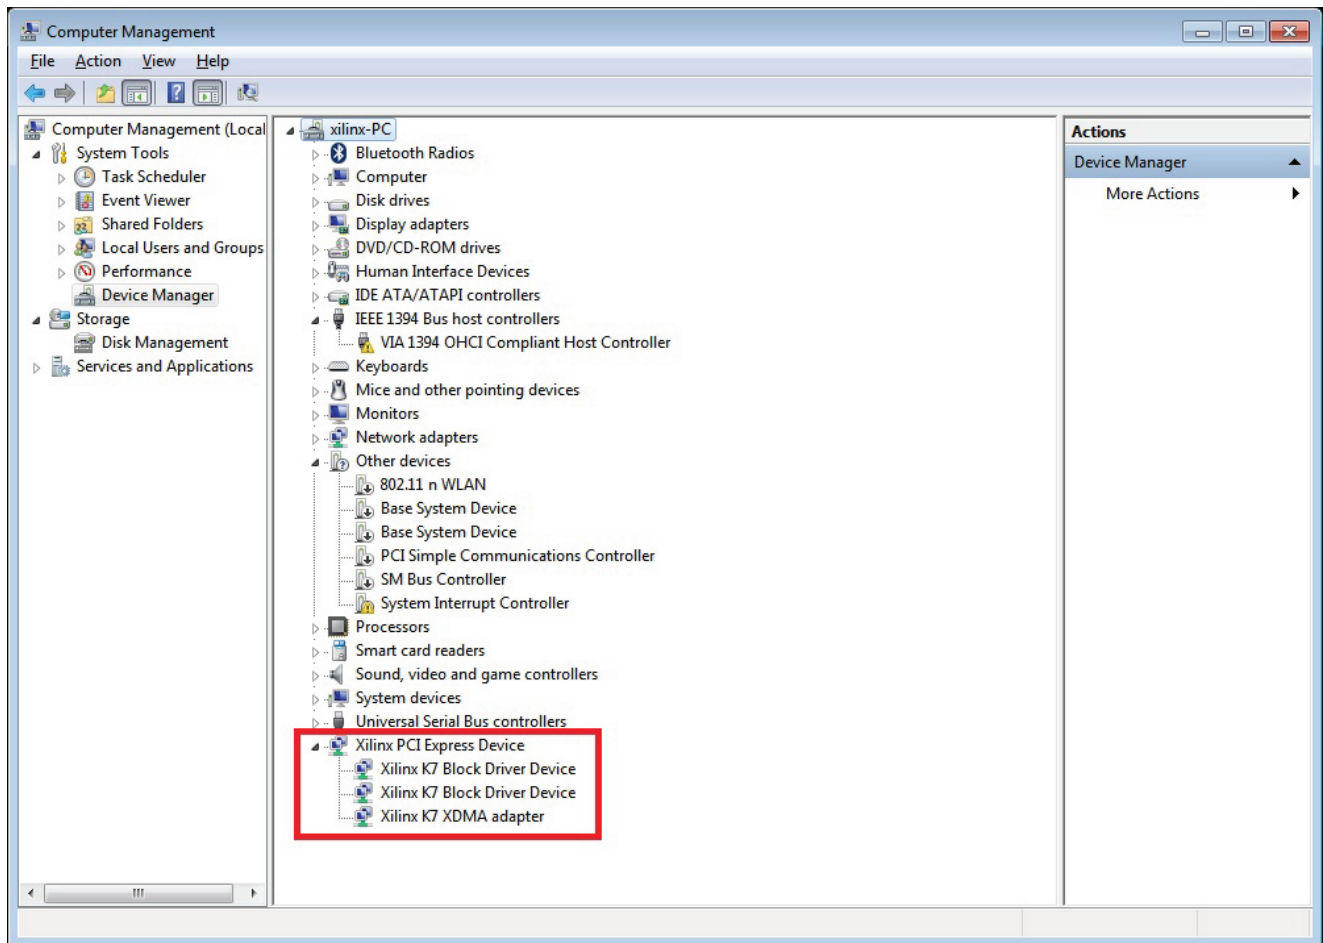 Computer Management
File Action View Help
Computer Management (Local
System Tools
Task Scheduler
Event Viewer
Shared Folders
Local Users and Groups
Performance
Device Manager
Storage
Disk Management
Services and Applications
xilinx-PC
Bluetooth Radios
Computer
Disk drives
Display adapters
DVD/CD-ROM drives
Human Interface Devices
IDE ATA/ATAPI controllers
IEEE 1394 Bus host controllers
VIA 1394 OHCI Compliant Host Controller
Keyboards
Mice and other pointing devices
Monitors
Network adapters
Other devices
802.11 n WLAN
Base System Device
Base System Device
PCI Simple Communications Controller
SM Bus Controller
System Interrupt Controller
Processors
Smart card readers
Sound, video and game controllers
System devices
Universal Serial Bus controllers
Xilinx PCI Express Device
Xilinx K7 Block Driver Device
Xilinx K7 Block Driver Device
Xilinx K7 XDMA adapter
Actions
Device Manager
More Actions